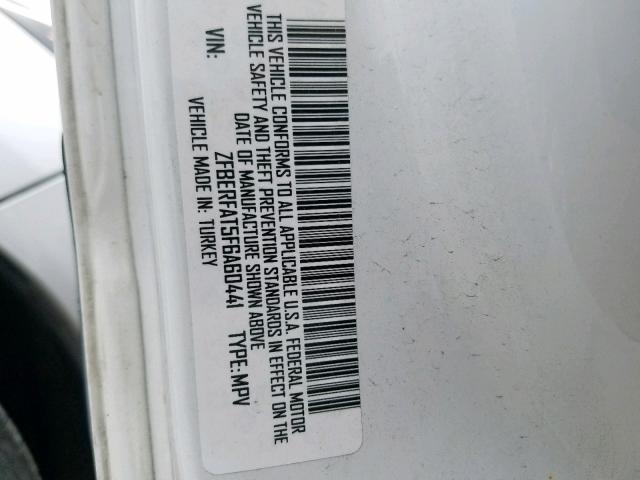 THIS VEHICLE CONFORMS TO ALL APPLICABLE U.S.A. FEDERAL MOTOR
VEHICLE SAFETY AND THEFT PREVENTION STANDARDS IN EFFECT ON THE
DATE OF MANUFACTURE SHOWN ABOVE
VIN: ZFBERFAT5F6A60441 TYPE: MPV
VEHICLE MADE IN: TURKEY